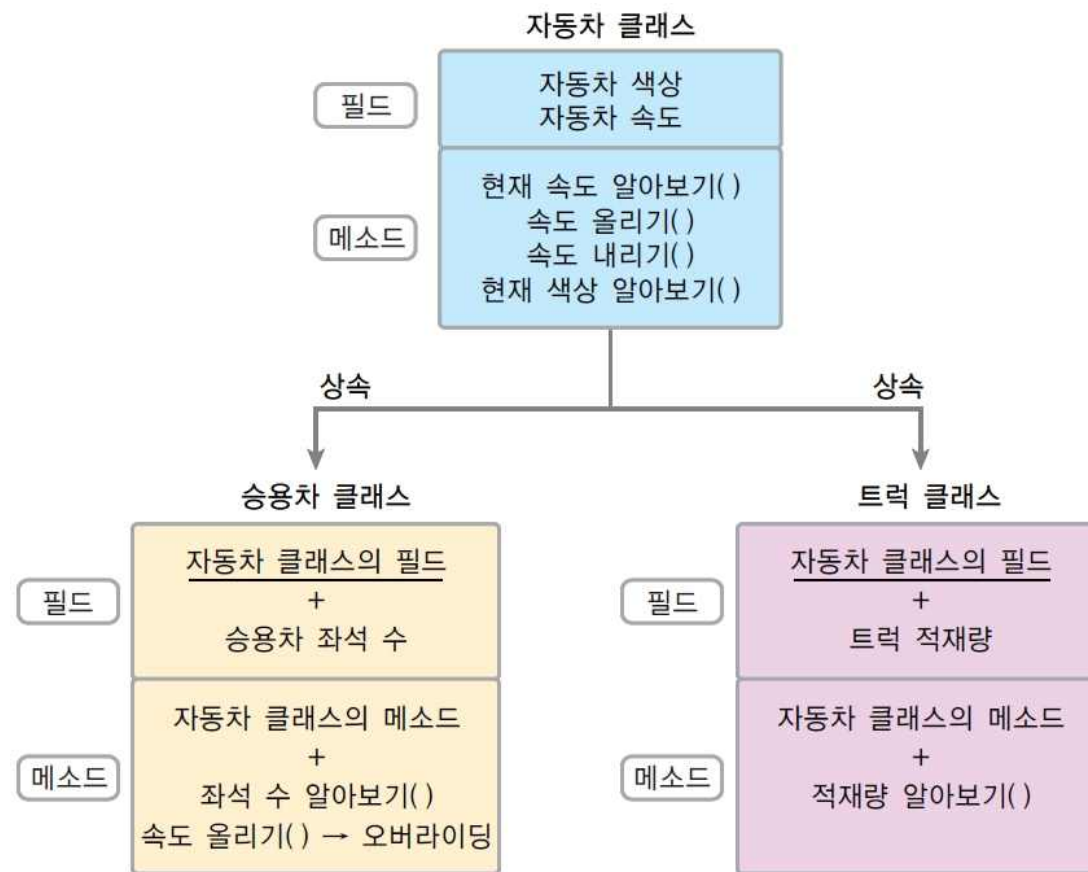 자동차 클래스
필드
자동차 색상
자동차 속도
메소드
현재 속도 알아보기( )
속도 올리기( )
속도 내리기( )
현재 색상 알아보기( )
상속
상속
승용차 클래스
필드
자동차 클래스의 필드
+
승용차 좌석 수
메소드
자동차 클래스의 메소드
+
좌석 수 알아보기( )
속도 올리기( ) → 오버라이딩
트럭 클래스
필드
자동차 클래스의 필드
+
트럭 적재량
메소드
자동차 클래스의 메소드
+
적재량 알아보기( )